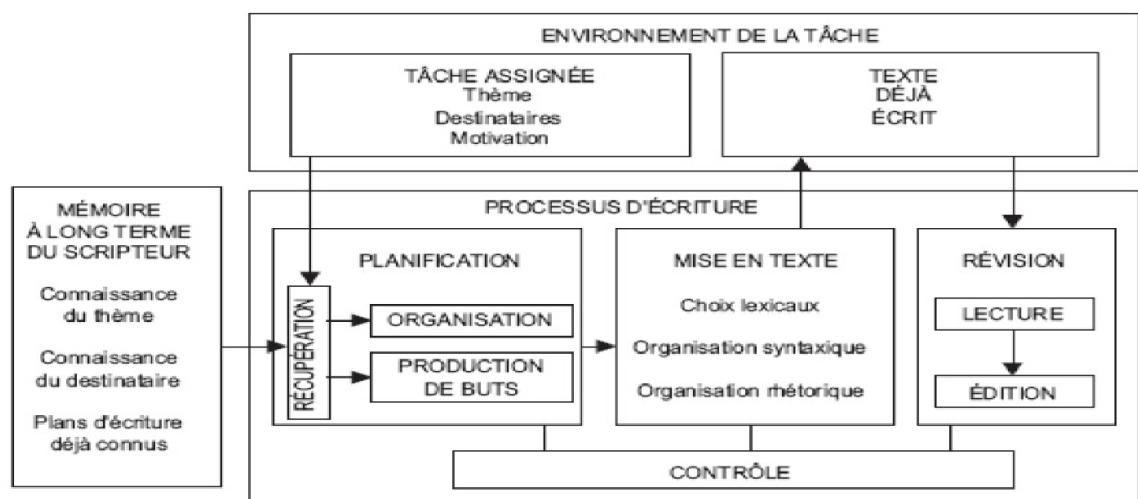 ENVIRONNEMENT DE LA TÂCHE
TÂCHE ASSIGNÉE
Thème
Destinataires
Motivation
TEXTE
DÉJÀ
ÉCRIT
MÉMOIRE
À LONG TERME
DU SCRIPTEUR
Connaissance
du thème
Connaissance
du destinataire
Plans d'écriture
déjà connus
PROCESSUS D'ÉCRITURE
PLANIFICATION
RÉCUPÉRATION
ORGANISATION
PRODUCTION
DE BUTS
MISE EN TEXTE
Choix lexicaux
Organisation syntaxique
Organisation rhétorique
RÉVISION
LECTURE
ÉDITION
CONTRÔLE